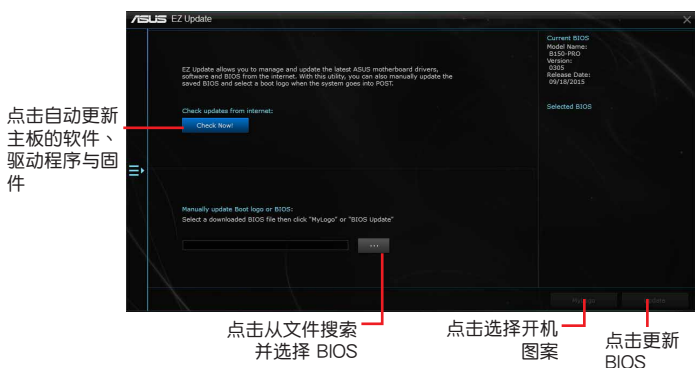 ASUS EZ Update
Current BIOS
Model Name:
B150-PRO
Version:
0305
Release Date:
09/18/2015
Selected BIOS
EZ Update allows you to manage and update the latest ASUS motherboard drivers,
software and BIOS from the internet. With this utility, you can also manually update the
saved BIOS and select a boot logo when the system goes into POST.
Check updates from internet:
Check Now!
点击自动更新
主板的软件、
驱动程序与固
件
Manually update Boot logo or BIOS:
Select a downloaded BIOS file then click "MyLogo" or "BIOS Update"
...
MyLogo
Update
点击从文件搜索
并选择 BIOS
点击选择开机
图案
点击更新
BIOS